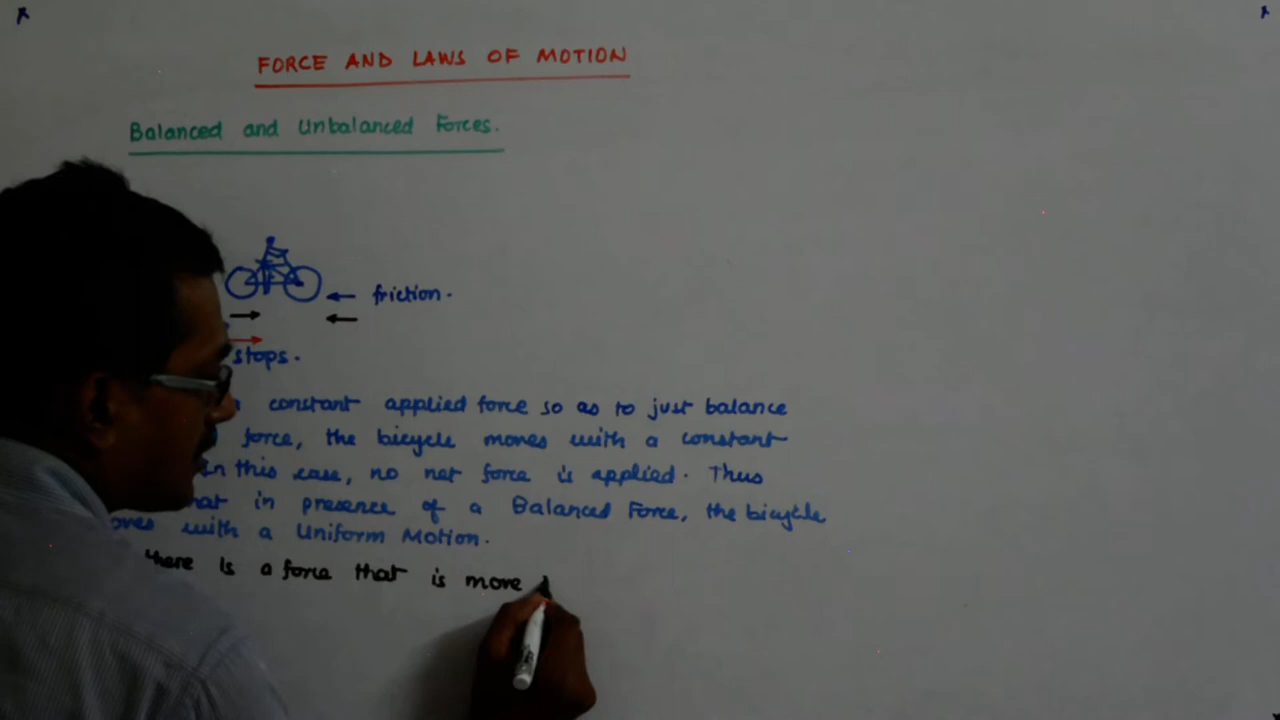 FORCE AND LAWS OF MOTION
Balanced and Unbalanced Forces.
friction.
stops.
constant applied force so as to just balance
force, the bicycle moves with a constant
In this case, no net force is applied. Thus
in presence of a Balanced Force, the bicycle
with a Uniform Motion.
there is a force that is more